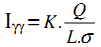 I_γγ = K. Q / L.σ